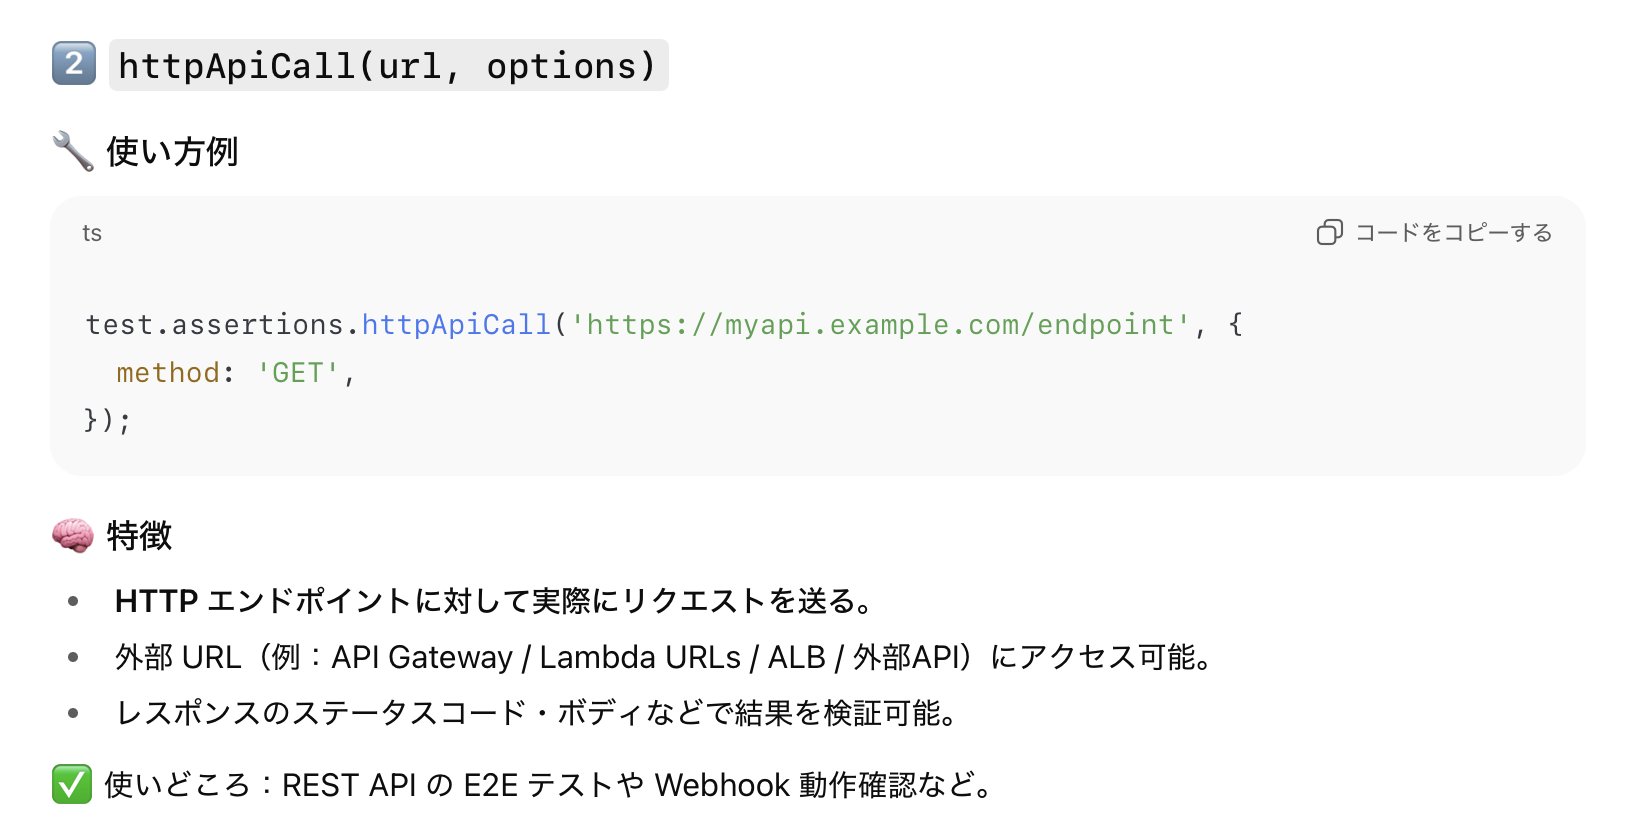 2 httpApiCall(url, options)
使い方例
ts
コードをコピーする
test.assertions.httpApiCall('https://myapi.example.com/endpoint', {
  method: 'GET',
});
特徴
• HTTP エンドポイントに対して実際にリクエストを送る。
• 外部 URL（例：API Gateway / Lambda URLs / ALB / 外部API）にアクセス可能。
• レスポンスのステータスコード・ボディなどで結果を検証可能。
✅ 使いどころ：REST API の E2E テストや Webhook 動作確認など。